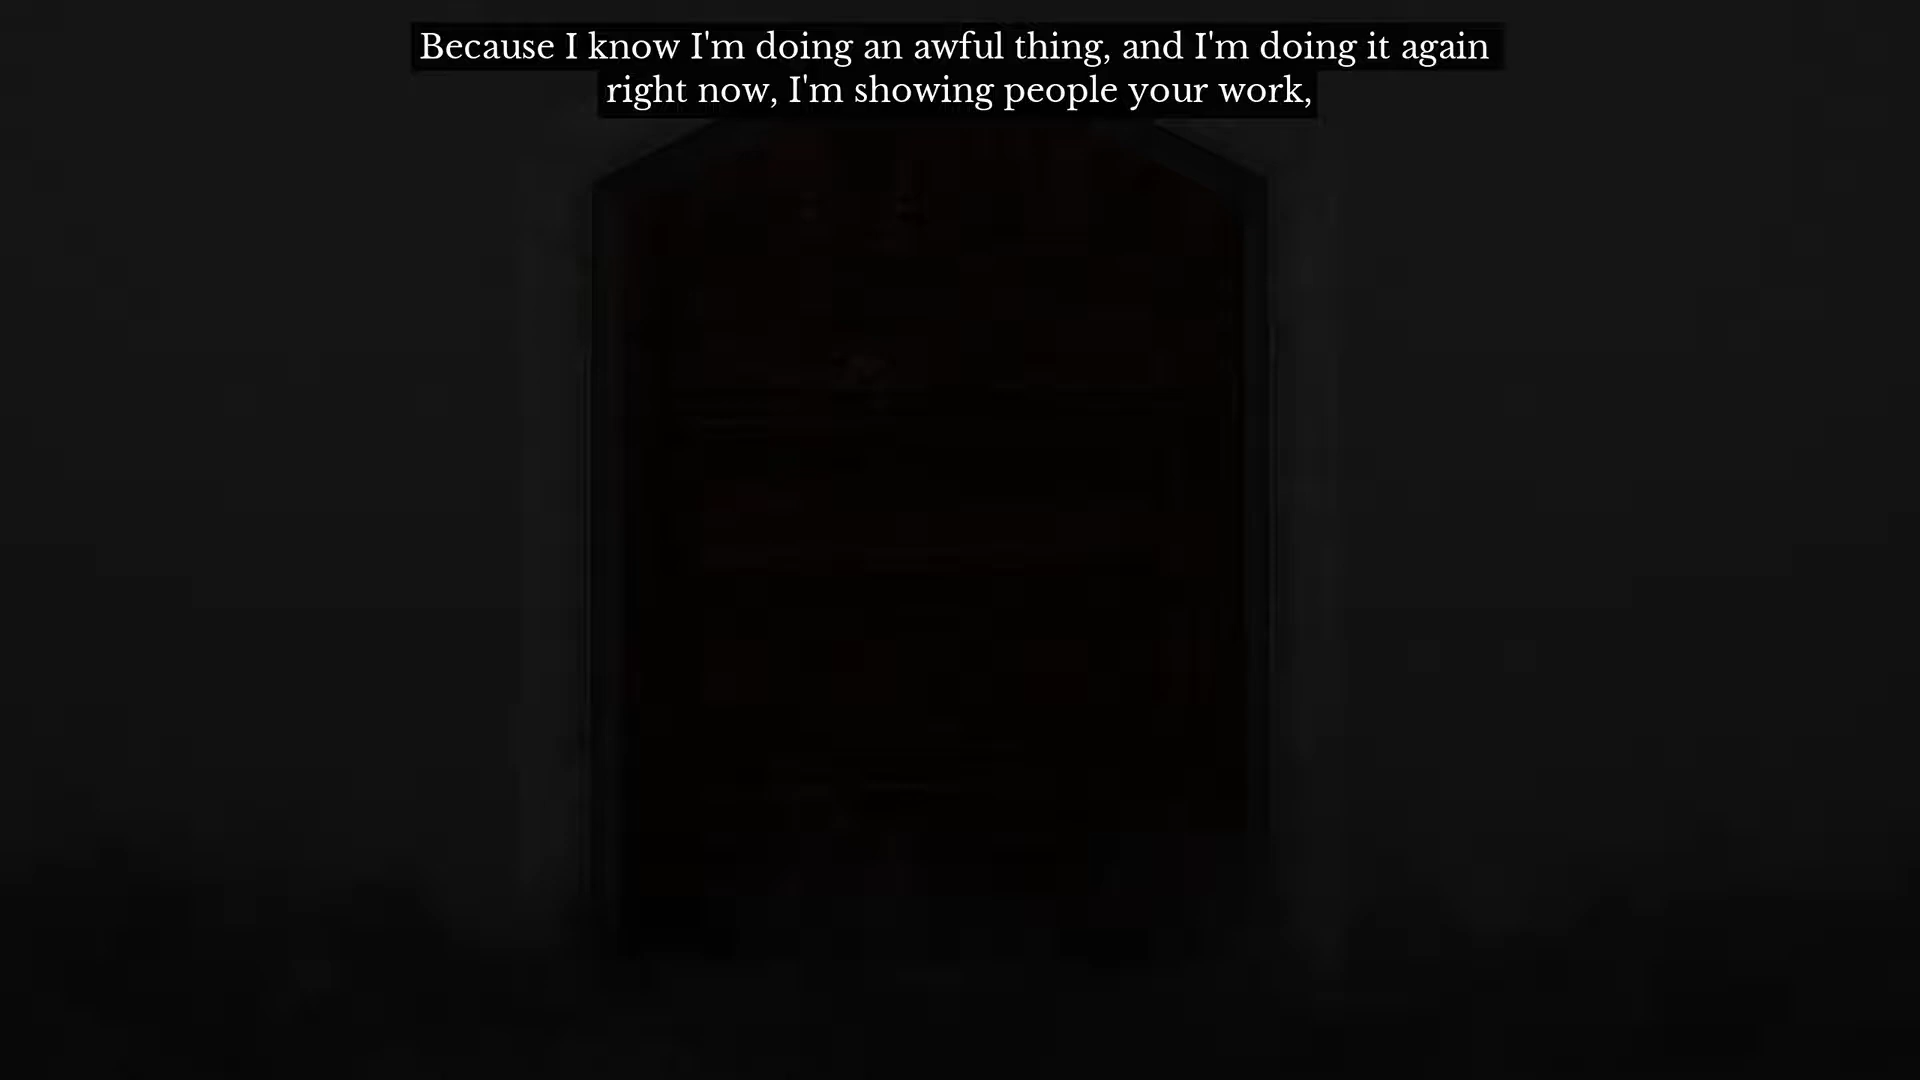 Because I know I'm doing an awful thing, and I'm doing it again
right now, I'm showing people your work,